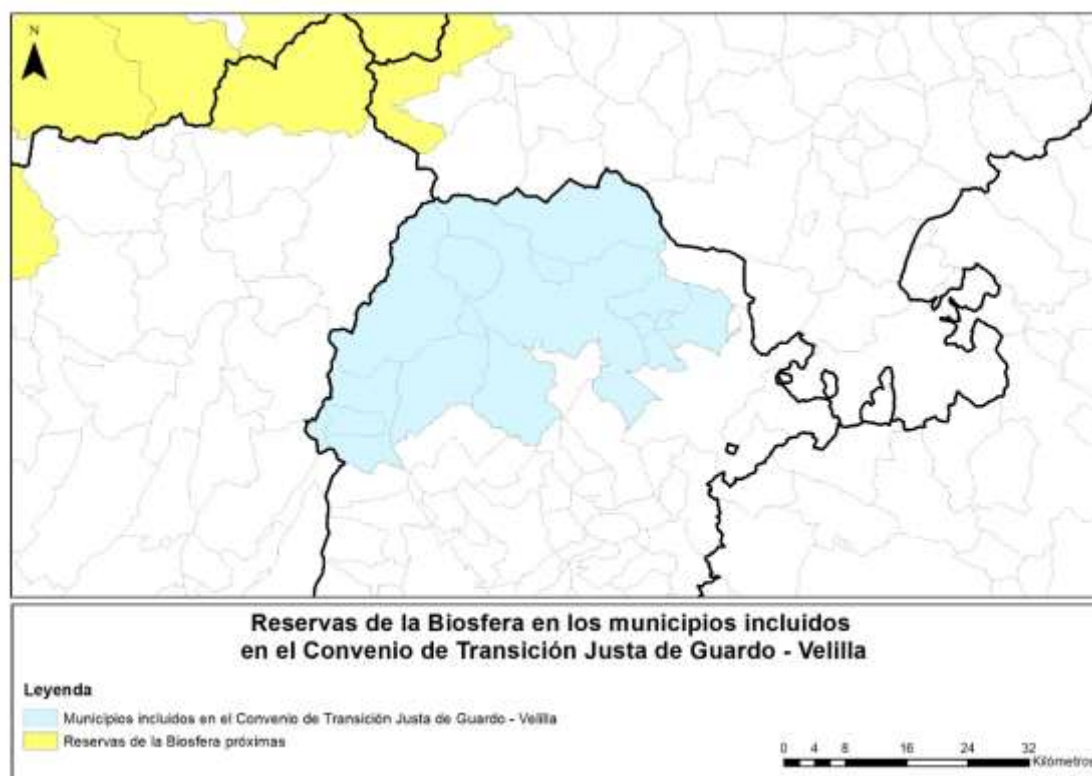 N
Reservas de la Biosfera en los municipios incluidos
en el Convenio de Transición Justa de Guardo - Velilla
Leyenda
Municipios incluidos en el Convenio de Transición Justa de Guardo - Velilla
Reservas de la Biosfera próximas
0 4 8 16 24 32
Kilómetros